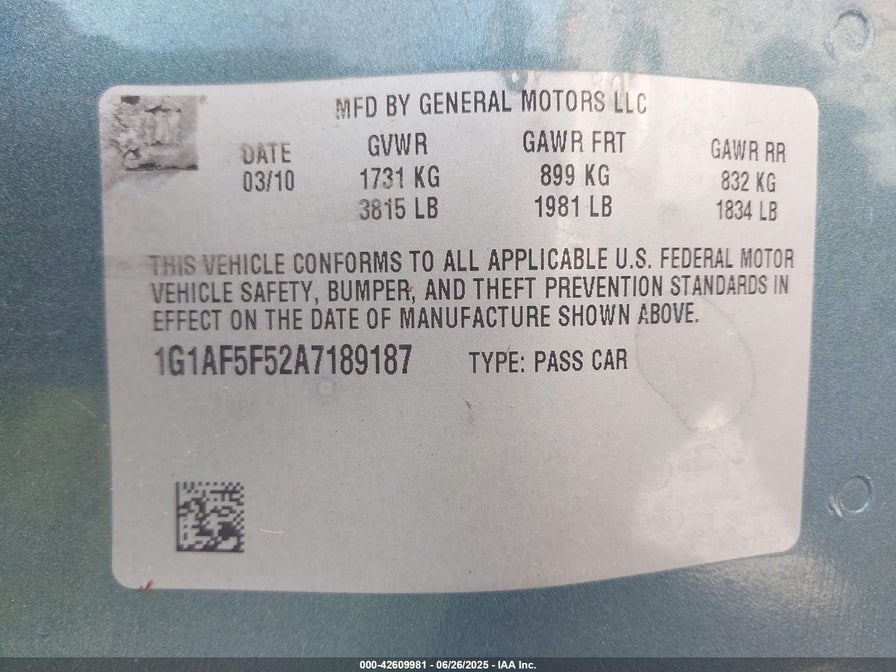 MFD BY GENERAL MOTORS LLC
DATE GVWR GAWR FRT GAWR RR
03/10 1731 KG 899 KG 832 KG
3815 LB 1981 LB 1834 LB
THIS VEHICLE CONFORMS TO ALL APPLICABLE U.S. FEDERAL MOTOR
VEHICLE SAFETY, BUMPER, AND THEFT PREVENTION STANDARDS IN
EFFECT ON THE DATE OF MANUFACTURE SHOWN ABOVE.
1G1AF5F52A7189187 TYPE: PASS CAR
000-42609981 - 06/26/2025 - IAA Inc.